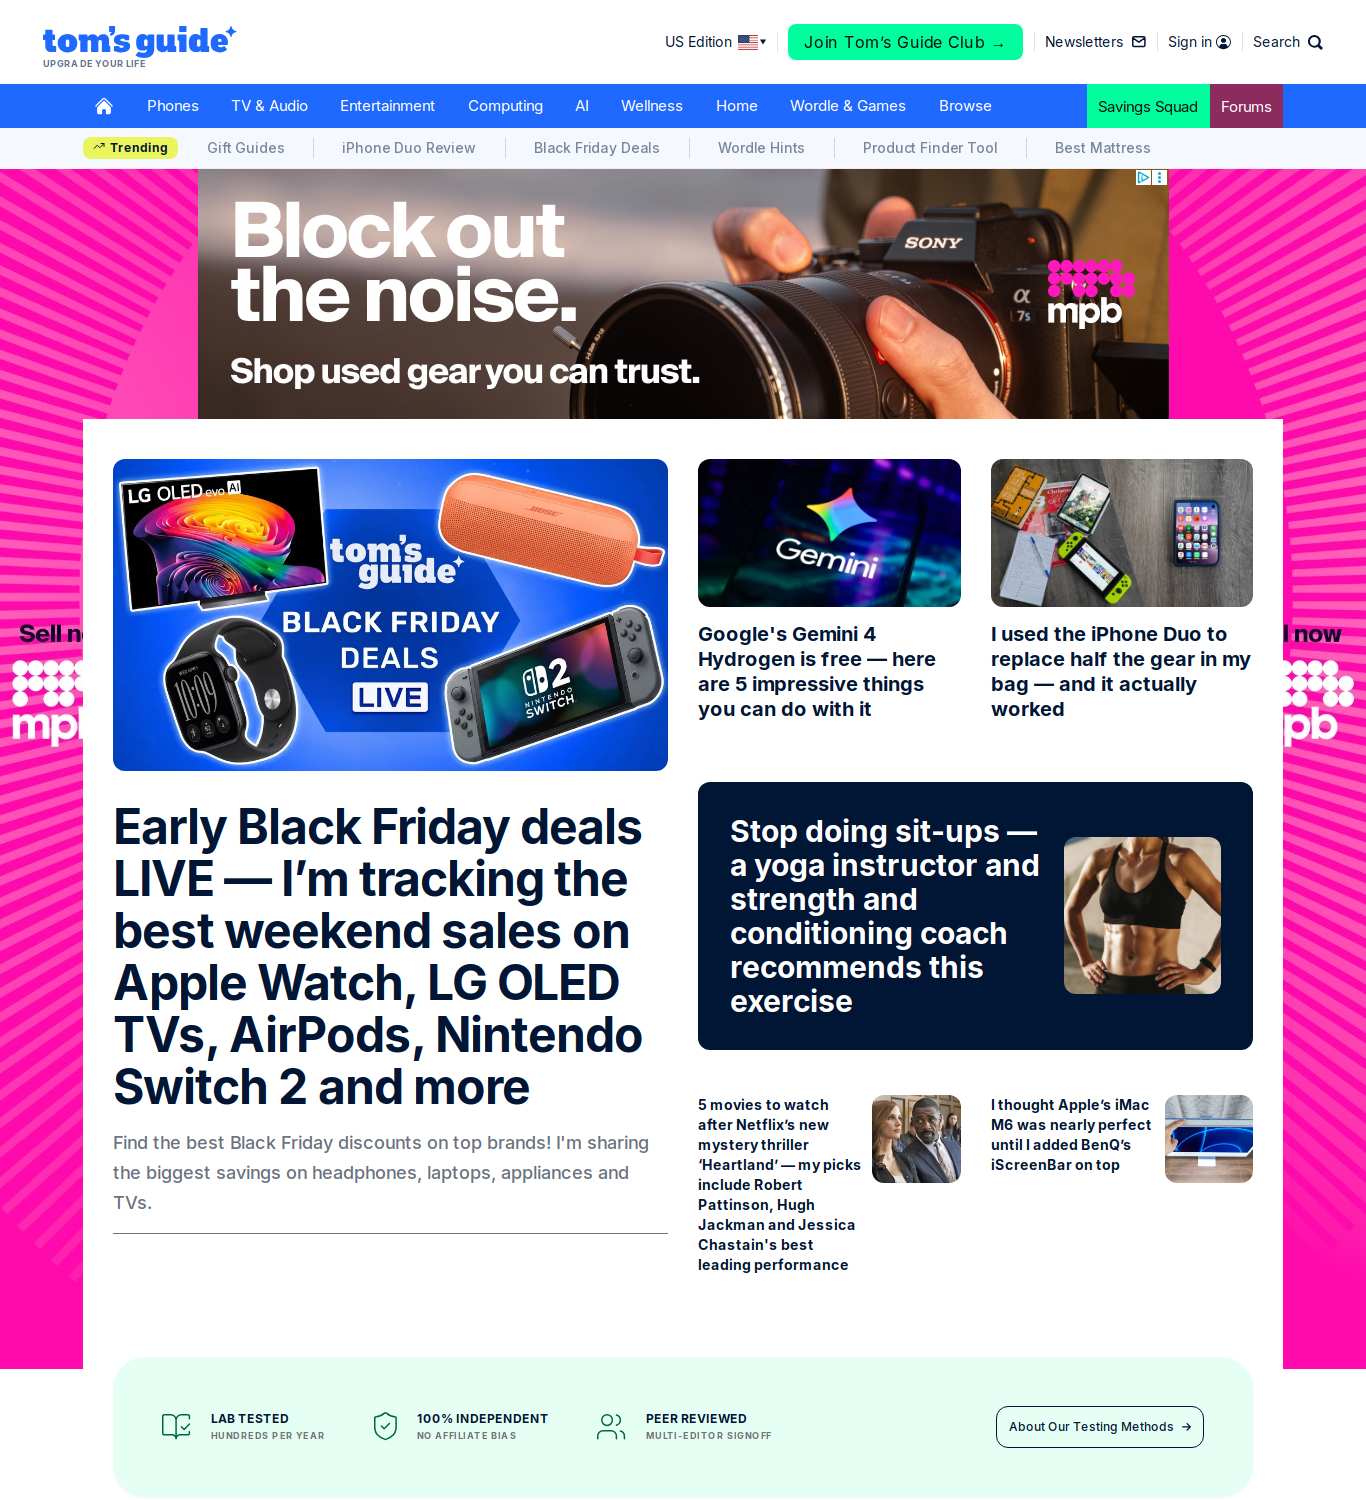 tom's guide
UPGRADE YOUR LIFE
US Edition
Join Tom's Guide Club →
Newsletters
Sign in
Search
Phones
TV & Audio
Entertainment
Computing
AI
Wellness
Home
Wordle & Games
Browse
Savings Squad
Forums
Trending
Gift Guides
iPhone Duo Review
Black Friday Deals
Wordle Hints
Product Finder Tool
Best Mattress
Block out
the noise.
Shop used gear you can trust.
SONY
α
7s
mpb
Sell no
mpb
l now
pb
LG OLED evo AI
BOSE
tom's
guide
BLACK FRIDAY
DEALS
LIVE
10:09
2
NINTENDO
SWITCH
Gemini
Early Black Friday deals
LIVE — I’m tracking the
best weekend sales on
Apple Watch, LG OLED
TVs, AirPods, Nintendo
Switch 2 and more
Find the best Black Friday discounts on top brands! I'm sharing
the biggest savings on headphones, laptops, appliances and
TVs.
Google's Gemini 4
Hydrogen is free — here
are 5 impressive things
you can do with it
I used the iPhone Duo to
replace half the gear in my
bag — and it actually
worked
Stop doing sit-ups —
a yoga instructor and
strength and
conditioning coach
recommends this
exercise
5 movies to watch
after Netflix’s new
mystery thriller
‘Heartland’ — my picks
include Robert
Pattinson, Hugh
Jackman and Jessica
Chastain's best
leading performance
I thought Apple’s iMac
M6 was nearly perfect
until I added BenQ’s
iScreenBar on top
LAB TESTED
HUNDREDS PER YEAR
100% INDEPENDENT
NO AFFILIATE BIAS
PEER REVIEWED
MULTI-EDITOR SIGNOFF
About Our Testing Methods →